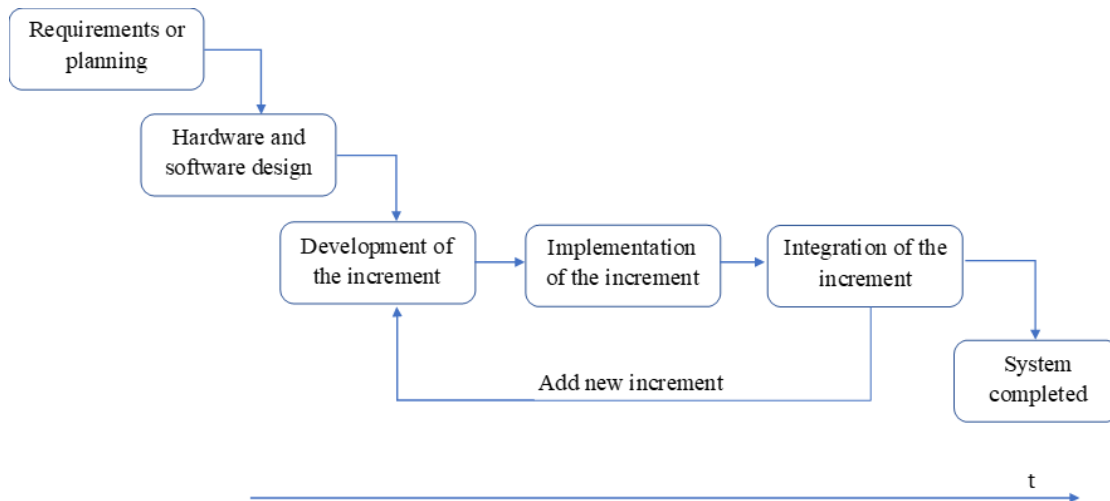 Requirements or
planning
Hardware and
software design
Development of
the increment
Implementation
of the increment
Integration of the
increment
Add new increment
System
completed
t